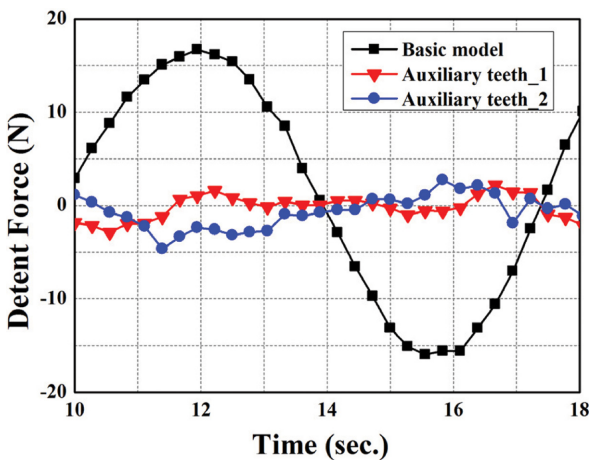 20
10
0
-10
-20
Detent Force (N)
Basic model
Auxiliary teeth_1
Auxiliary teeth_2
10
12
14
16
18
Time (sec.)